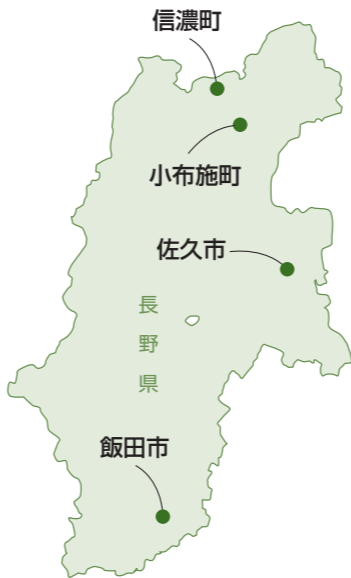 信濃町
小布施町
佐久市
長野県
飯田市